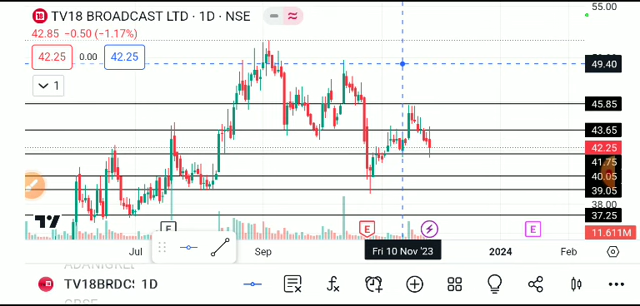 TV18 BROADCAST LTD · 1D · NSE
42.85 −0.50 (−1.17%)
42.25 0.00 42.25
1
55.00
49.40
45.85
43.65
42.25
41.75
40.05
39.05
38.00
37.25
11.611M
E E E
Jul Sep Fri 10 Nov '23 2024 Feb
TV18BRDC 1D